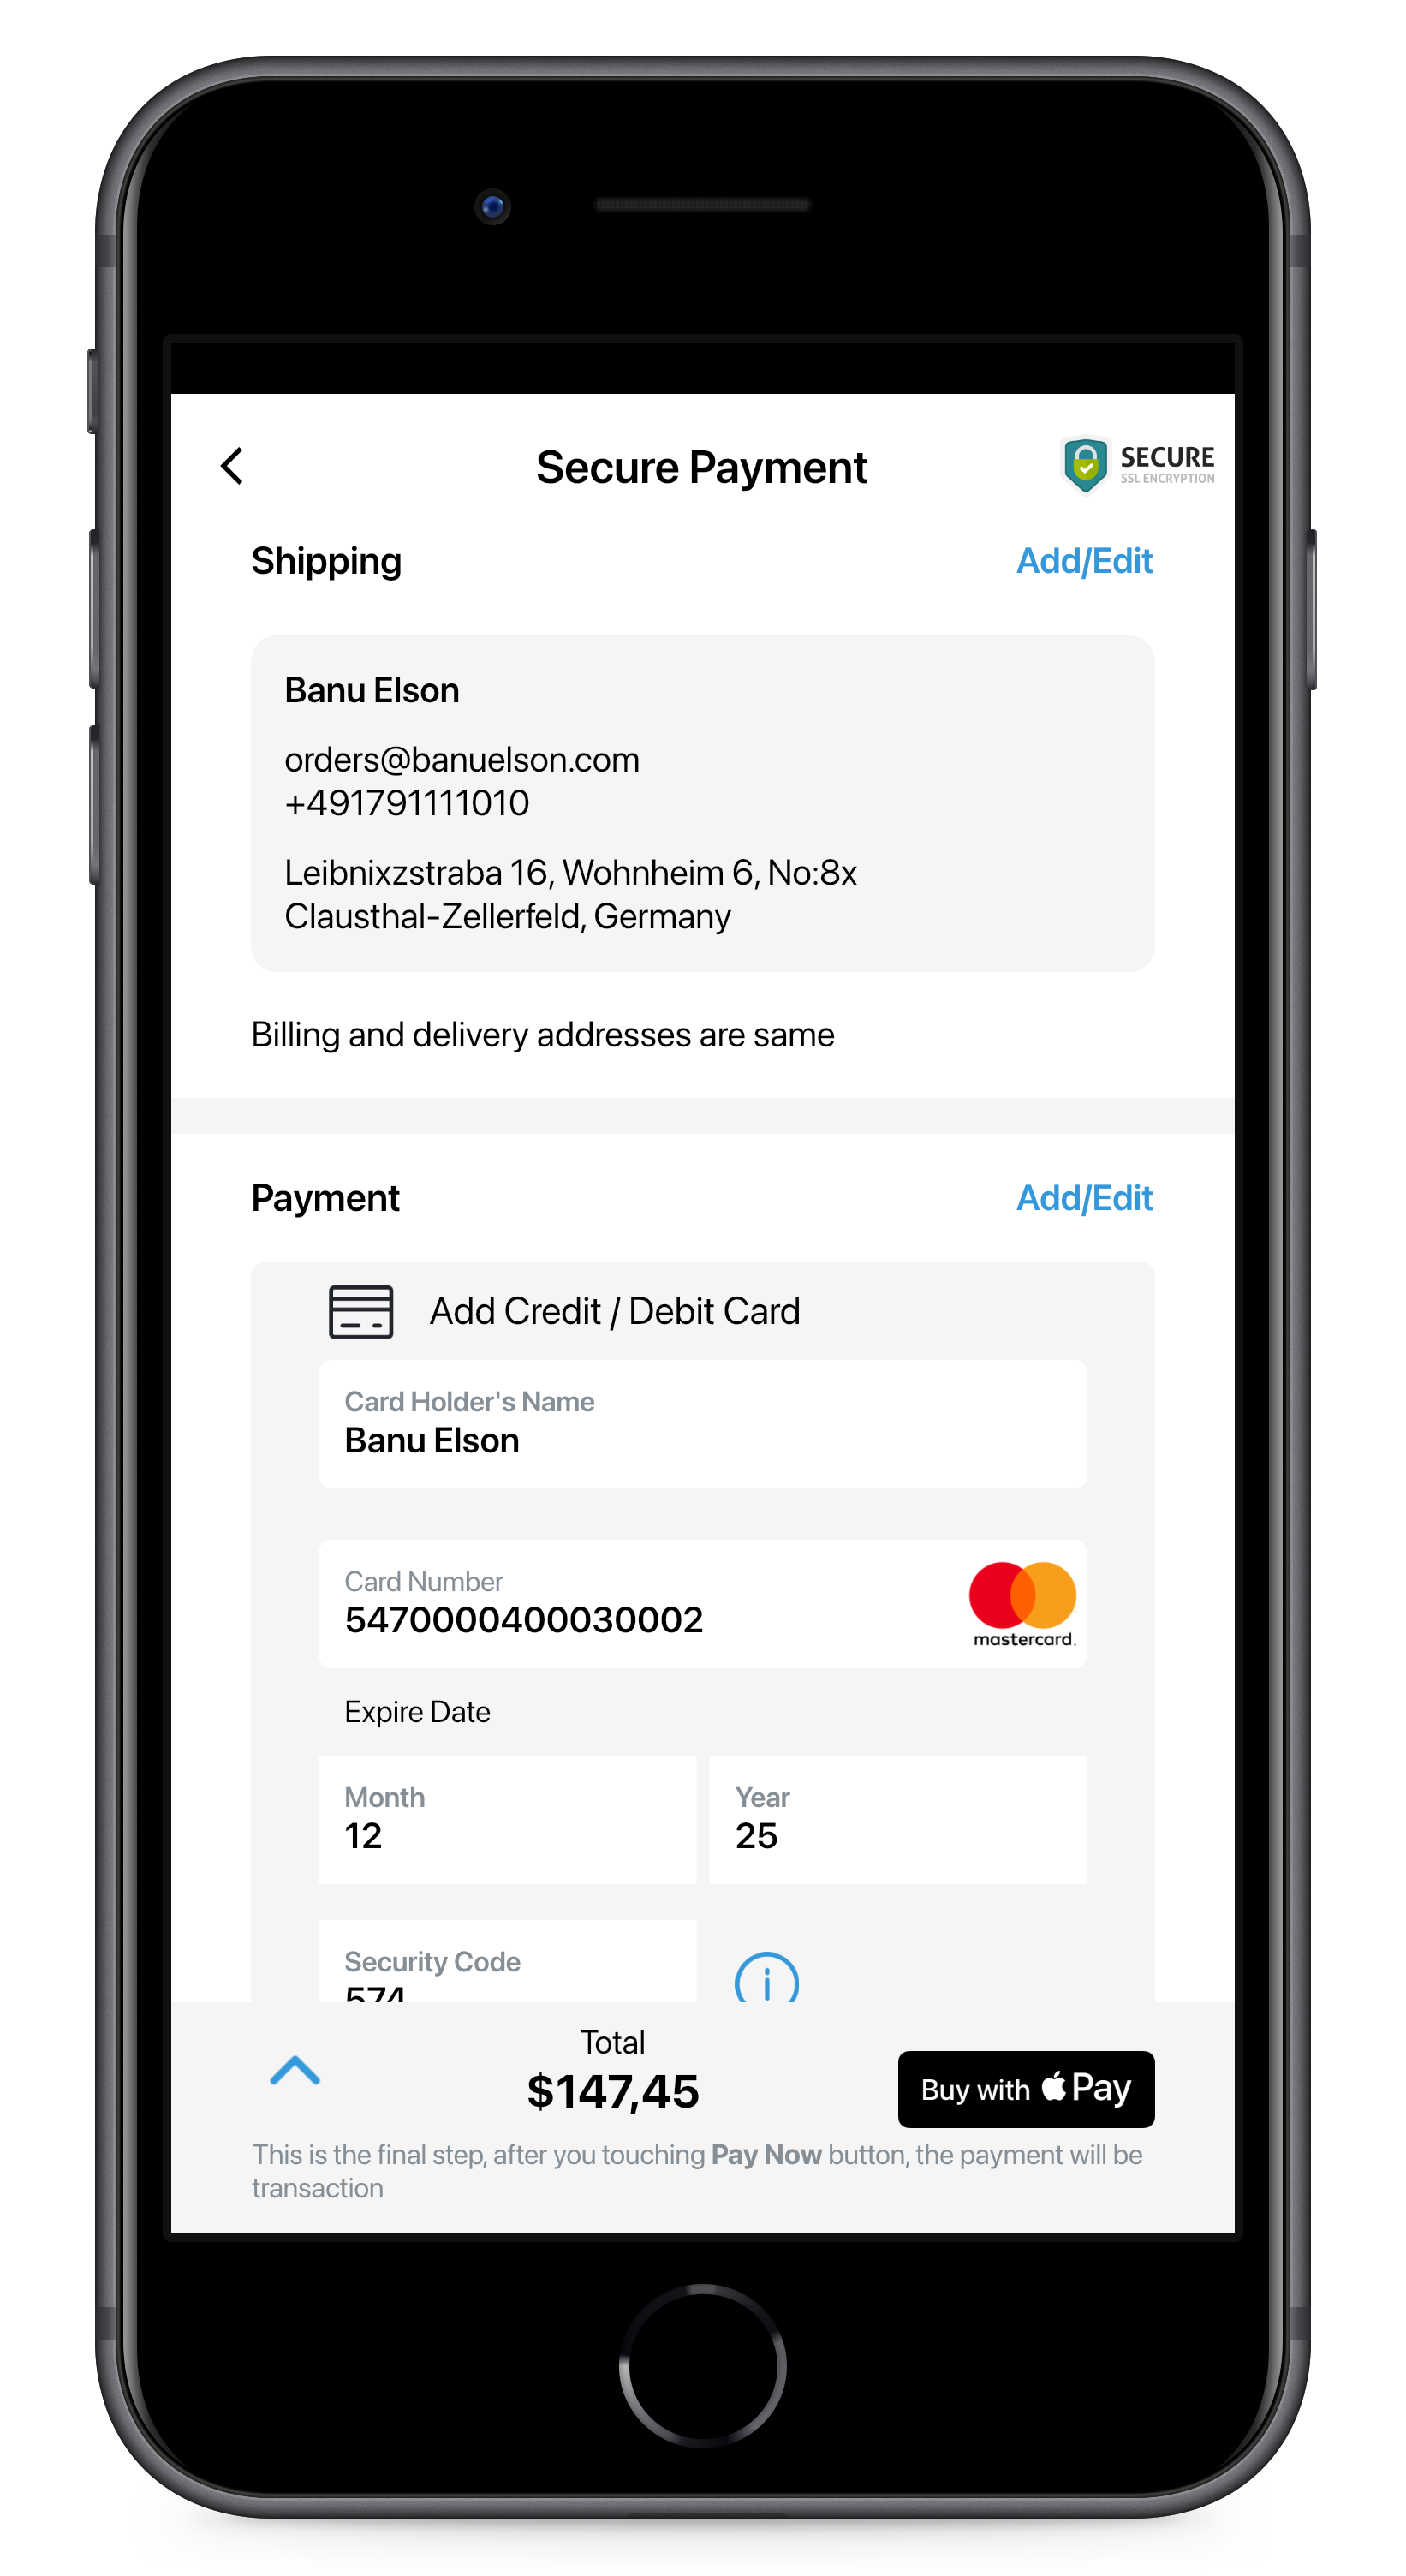 Secure Payment
SECURE
SSL ENCRYPTION
Shipping
Add/Edit
Banu Elson
orders@banuelson.com
+491791111010
Leibnixzstraba 16, Wohnheim 6, No:8x
Clausthal-Zellerfeld, Germany
Billing and delivery addresses are same
Payment
Add/Edit
Add Credit / Debit Card
Card Holder's Name
Banu Elson
Card Number
5470000400030002
mastercard.
Expire Date
Month
12
Year
25
Security Code
574
Total
$147,45
Buy with Pay
This is the final step, after you touching Pay Now button, the payment will be
transaction